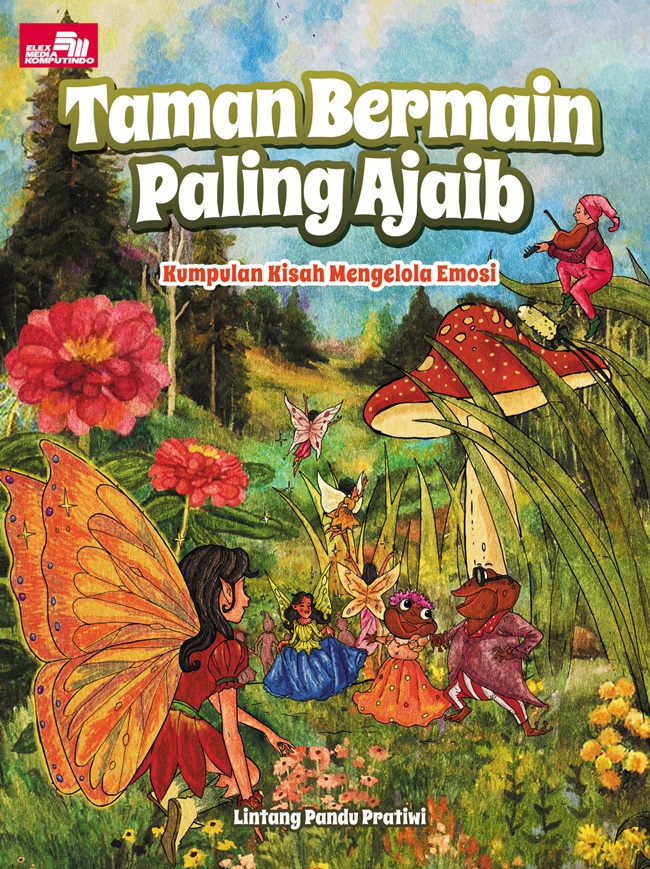 ELEX
MEDIA
KOMPUTINDO
Taman Bermain
Paling Ajaib
Kumpulan Kisah Mengelola Emosi
Lintang Pandu Pratiwi